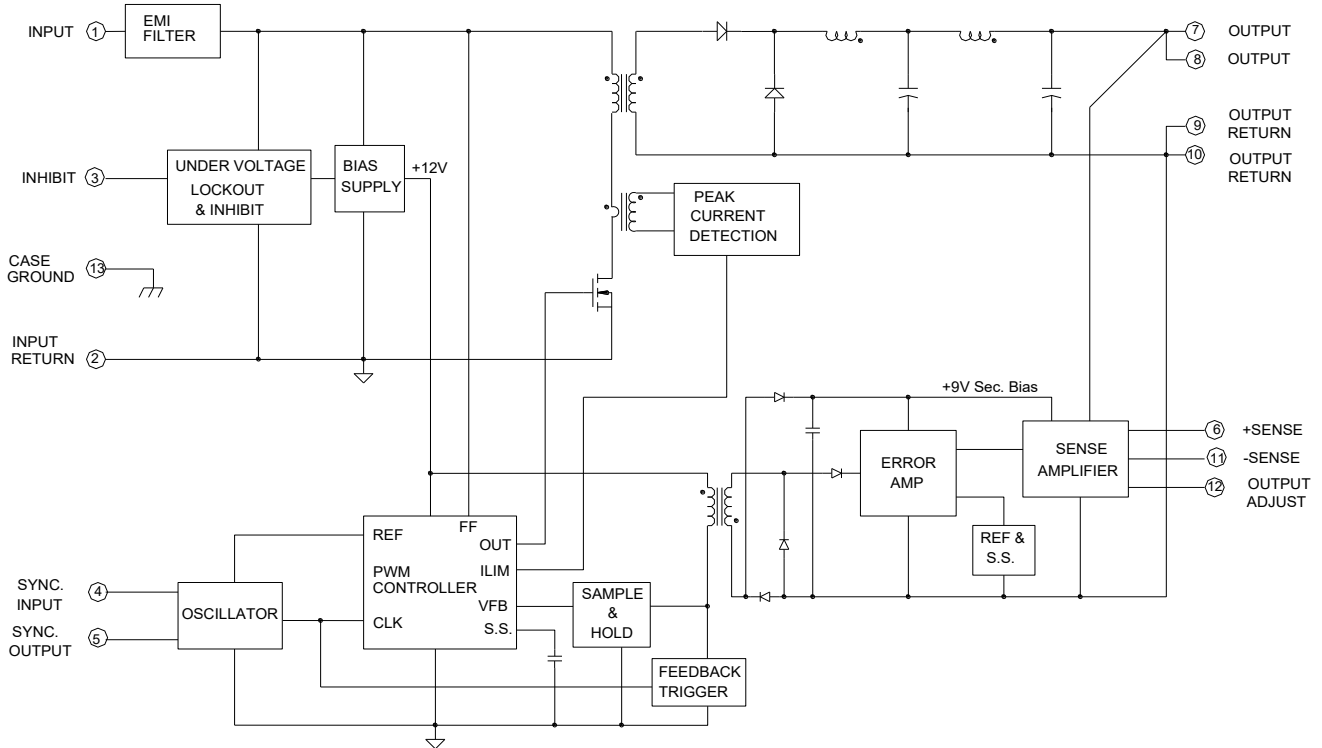 INPUT
1
EMI
FILTER
7
OUTPUT
8
OUTPUT
9
OUTPUT
RETURN
10
OUTPUT
RETURN
INHIBIT
3
UNDER VOLTAGE
LOCKOUT
& INHIBIT
BIAS
SUPPLY
+12V
PEAK
CURRENT
DETECTION
CASE
GROUND
13
INPUT
RETURN
2
+9V Sec. Bias
ERROR
AMP
SENSE
AMPLIFIER
6
+SENSE
11
-SENSE
12
OUTPUT
ADJUST
REF &
S.S.
REF
FF
OUT
PWM
CONTROLLER
ILIM
VFB
CLK
S.S.
SAMPLE
&
HOLD
FEEDBACK
TRIGGER
SYNC.
INPUT
4
SYNC.
OUTPUT
5
OSCILLATOR